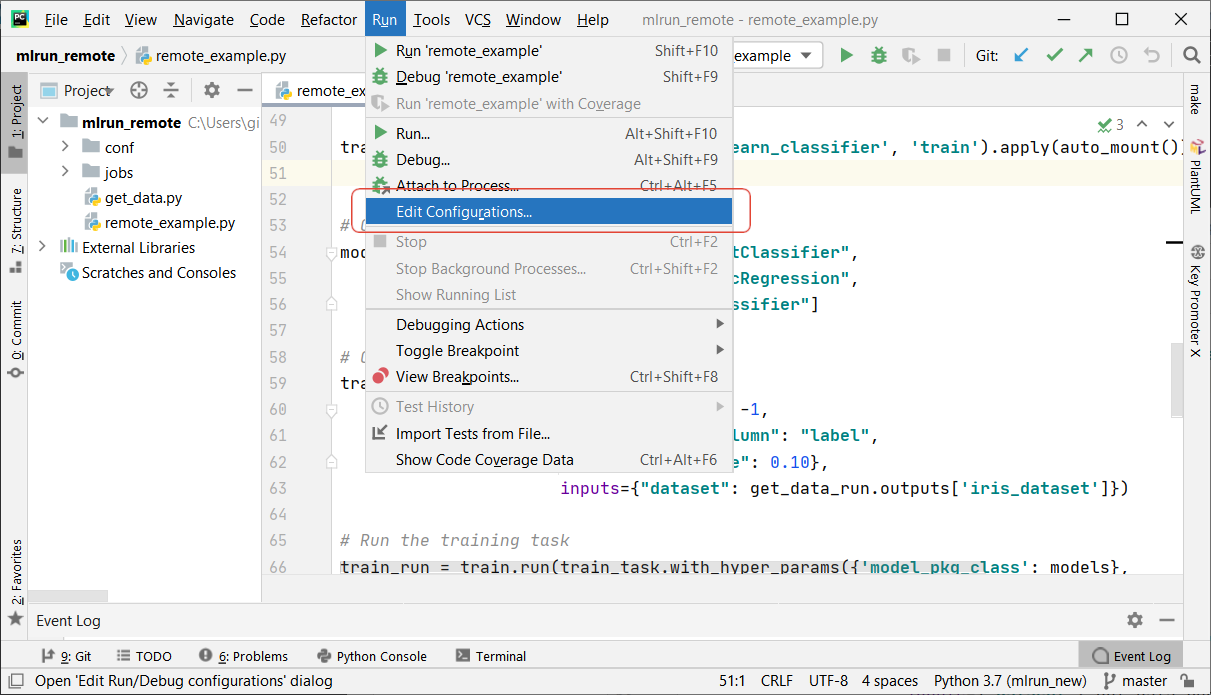 PC File Edit View Navigate Code Refactor Run Tools VCS Window Help mlrun_remote - remote_example.py
mlrun_remote remote_example.py example Git:
1: Project
7: Structure
0: Commit
2: Favorites
Project
mlrun_remote C:\Users\gi
conf
jobs
get_data.py
remote_example.py
External Libraries
Scratches and Consoles
remote_ex
Run 'remote_example' Shift+F10
Debug 'remote_example' Shift+F9
Run 'remote_example' with Coverage
Run... Alt+Shift+F10
Debug... Alt+Shift+F9
Attach to Process... Ctrl+Alt+F5
Edit Configurations...
Stop Ctrl+F2
Stop Background Processes... Ctrl+Shift+F2
Show Running List
Debugging Actions
Toggle Breakpoint
View Breakpoints... Ctrl+Shift+F8
Test History
Import Tests from File...
Show Code Coverage Data Ctrl+Alt+F6
3
49
50 tra earn_classifier', 'train').apply(auto_mount())
51
52
53 #
54 mod tClassifier",
55 cRegression",
56 ssifier"]
57
58 #
59 tra
60 -1,
61 lumn": "label",
62 e": 0.10},
63 inputs={"dataset": get_data_run.outputs['iris_dataset']})
64
65 # Run the training task
66 train_run = train.run(train_task.with_hyper_params({'model_pkg_class': models},
make
PlantUML
Key Promoter X
Event Log
9: Git TODO 6: Problems Python Console Terminal Event Log
Open 'Edit Run/Debug configurations' dialog 51:1 CRLF UTF-8 4 spaces Python 3.7 (mlrun_new) master